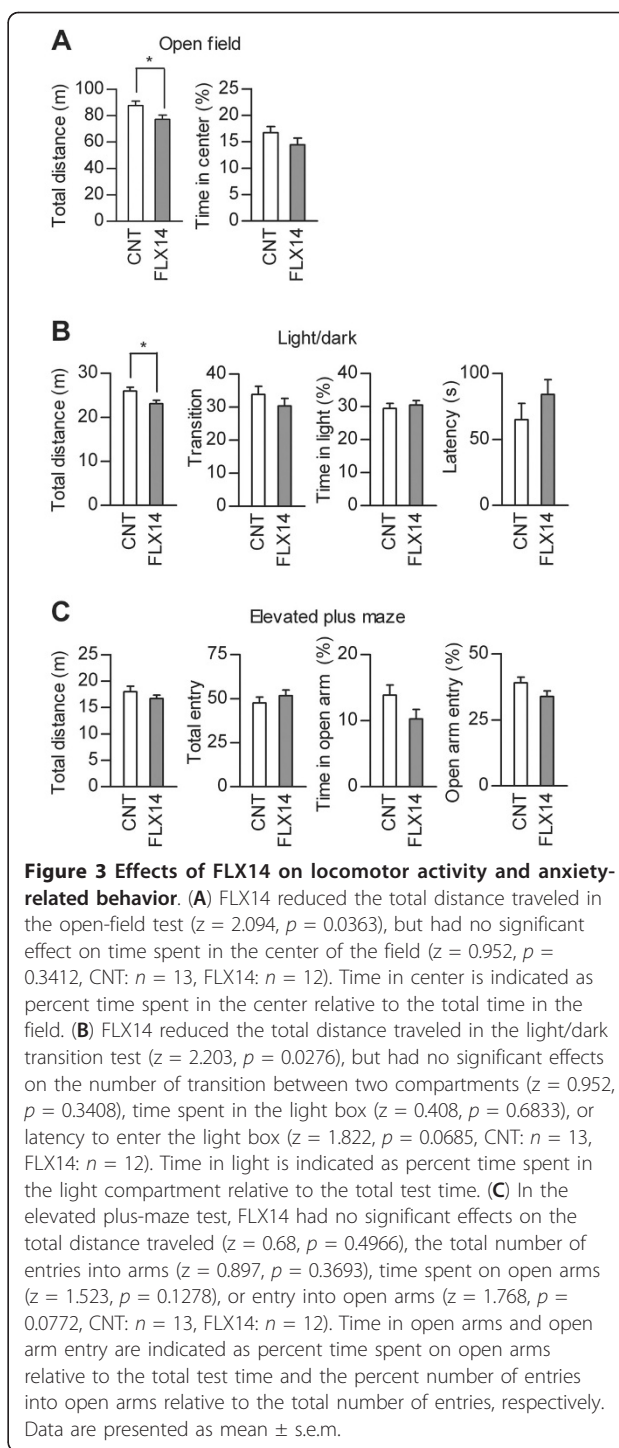 A
Open field
*
Total distance (m)
100
80
60
40
20
0
CNT
FLX14
Time in center (%)
25
20
15
10
5
0
CNT
FLX14
B
Light/dark
*
Total distance (m)
30
20
10
0
CNT
FLX14
Transition
40
30
20
10
0
CNT
FLX14
Time in light (%)
40
30
20
10
0
CNT
FLX14
Latency (s)
100
50
0
CNT
FLX14
C
Elevated plus maze
Total distance (m)
25
20
15
10
5
0
CNT
FLX14
Total entry
75
50
25
0
CNT
FLX14
Time in open arm (%)
20
10
0
CNT
FLX14
Open arm entry (%)
50
25
0
CNT
FLX14
Figure 3 Effects of FLX14 on locomotor activity and anxiety-
related behavior. (A) FLX14 reduced the total distance traveled in
the open-field test (z = 2.094, p = 0.0363), but had no significant
effect on time spent in the center of the field (z = 0.952, p =
0.3412, CNT: n = 13, FLX14: n = 12). Time in center is indicated as
percent time spent in the center relative to the total time in the
field. (B) FLX14 reduced the total distance traveled in the light/dark
transition test (z = 2.203, p = 0.0276), but had no significant effects
on the number of transition between two compartments (z = 0.952,
p = 0.3408), time spent in the light box (z = 0.408, p = 0.6833), or
latency to enter the light box (z = 1.822, p = 0.0685, CNT: n = 13,
FLX14: n = 12). Time in light is indicated as percent time spent in
the light compartment relative to the total test time. (C) In the
elevated plus-maze test, FLX14 had no significant effects on the
total distance traveled (z = 0.68, p = 0.4966), the total number of
entries into arms (z = 0.897, p = 0.3693), time spent on open arms
(z = 1.523, p = 0.1278), or entry into open arms (z = 1.768, p =
0.0772, CNT: n = 13, FLX14: n = 12). Time in open arms and open
arm entry are indicated as percent time spent on open arms
relative to the total test time and the percent number of entries
into open arms relative to the total number of entries, respectively.
Data are presented as mean ± s.e.m.